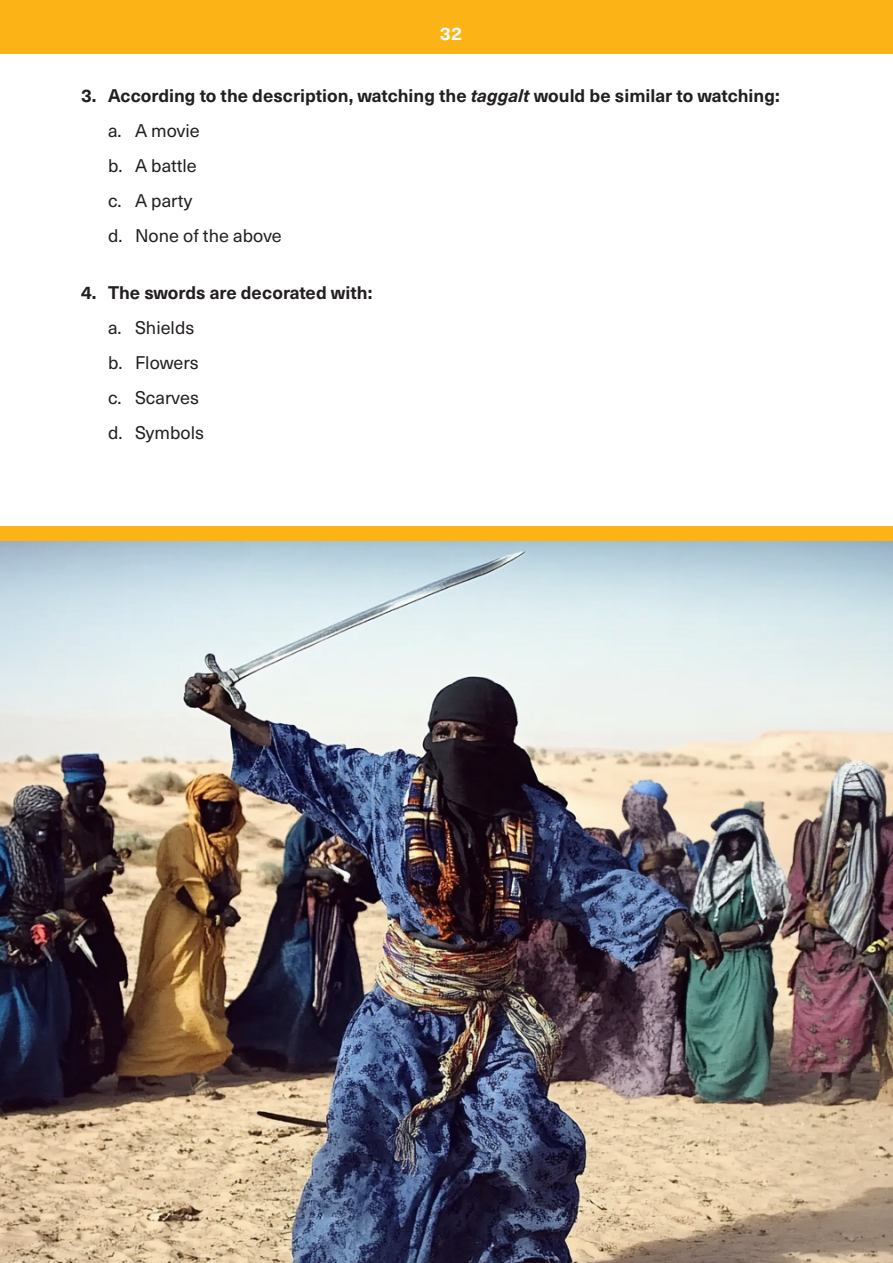 32
3. According to the description, watching the taggalt would be similar to watching:
a. A movie
b. A battle
c. A party
d. None of the above
4. The swords are decorated with:
a. Shields
b. Flowers
c. Scarves
d. Symbols